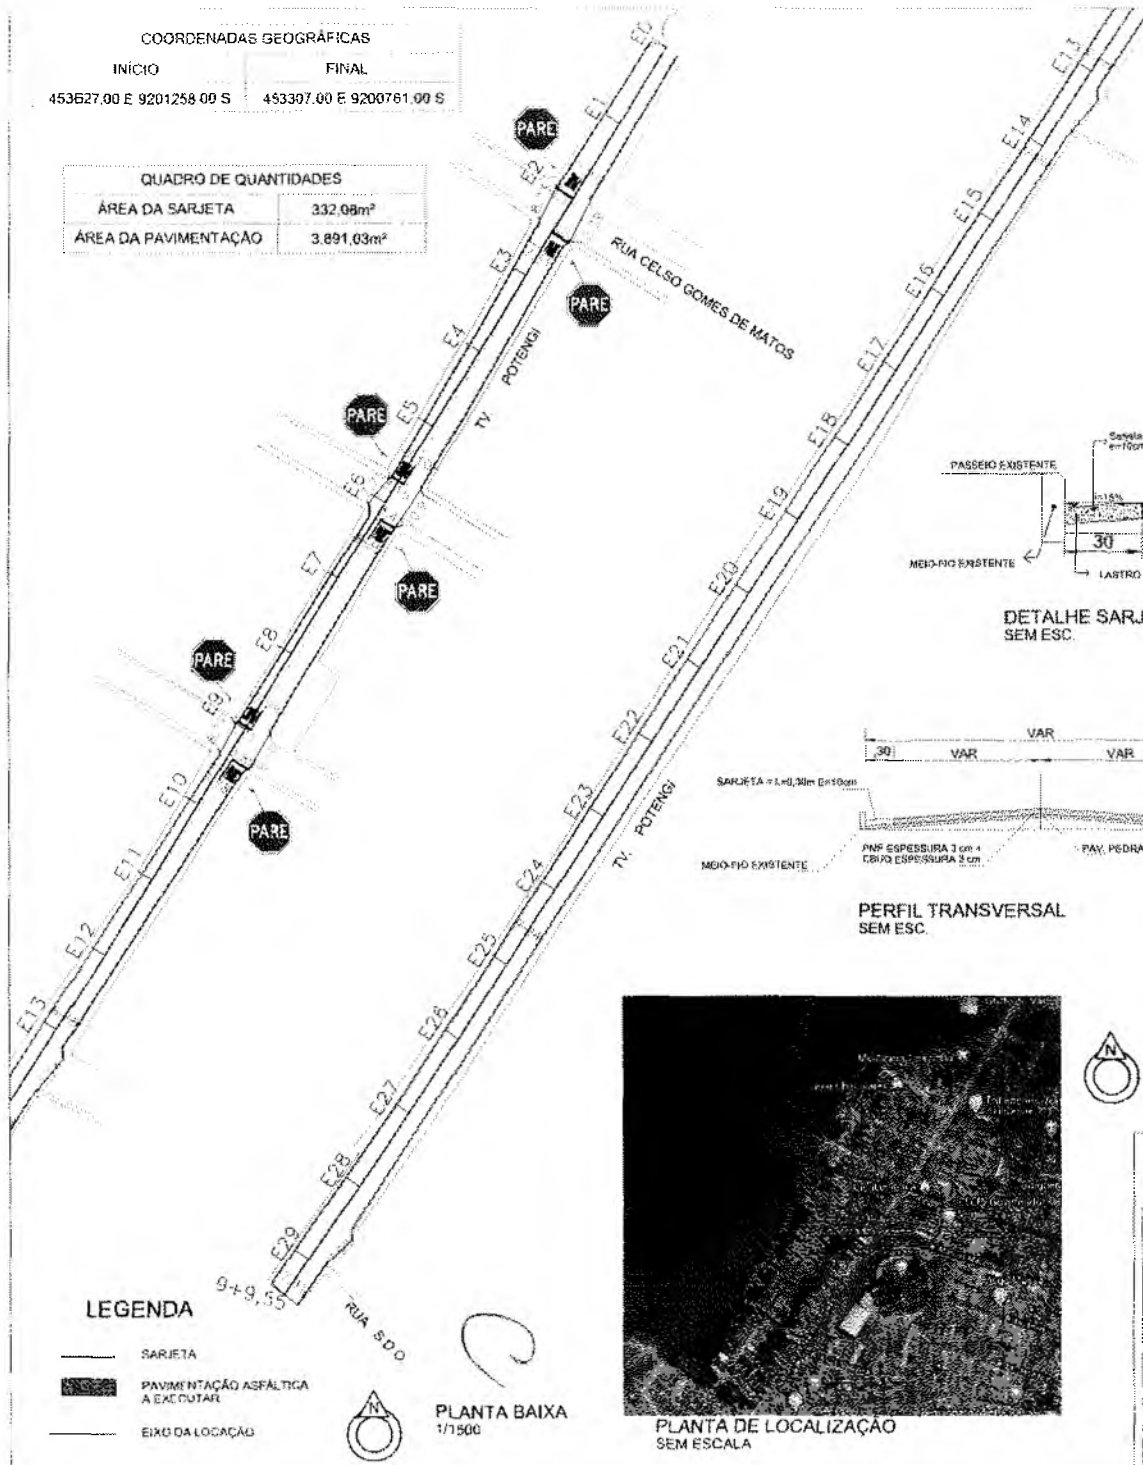 COORDENADAS GEOGRÁFICAS
INÍCIO
FINAL
453627,00 E 9201258.00 S
453307.00 E 9200761.00 S
QUADRO DE QUANTIDADES
ÁREA DA SARJETA
332,08m²
ÁREA DA PAVIMENTAÇÃO
3.891,03m²
E0
E1
PARE
E2
E3
RUA CELSO GOMES DE MATOS
PARE
E4
TV. POTENGI
PARE
E5
E6
E7
PARE
E8
PARE
E9
E10
PARE
E11
E12
E13
E13
E14
E15
E16
E17
E18
E19
E20
E21
E22
E23
TV. POTENGI
E24
E25
E26
E27
E28
E29
9+9,55
RUA SDO
PASSEIO EXISTENTE
i=15%
30
MEIO-FIO EXISTENTE
LASTRO
DETALHE SARJ
SEM ESC.
VAR
,30
VAR
VAR
MEIO-FIO EXISTENTE
PAV. PEDRA
PERFIL TRANSVERSAL
SEM ESC.
N
LEGENDA
SARJETA
PAVIMENTAÇÃO ASFÁLTICA
A EXECUTAR
EIXO DA LOCAÇÃO
N
PLANTA BAIXA
1/1500
PLANTA DE LOCALIZAÇÃO
SEM ESCALA